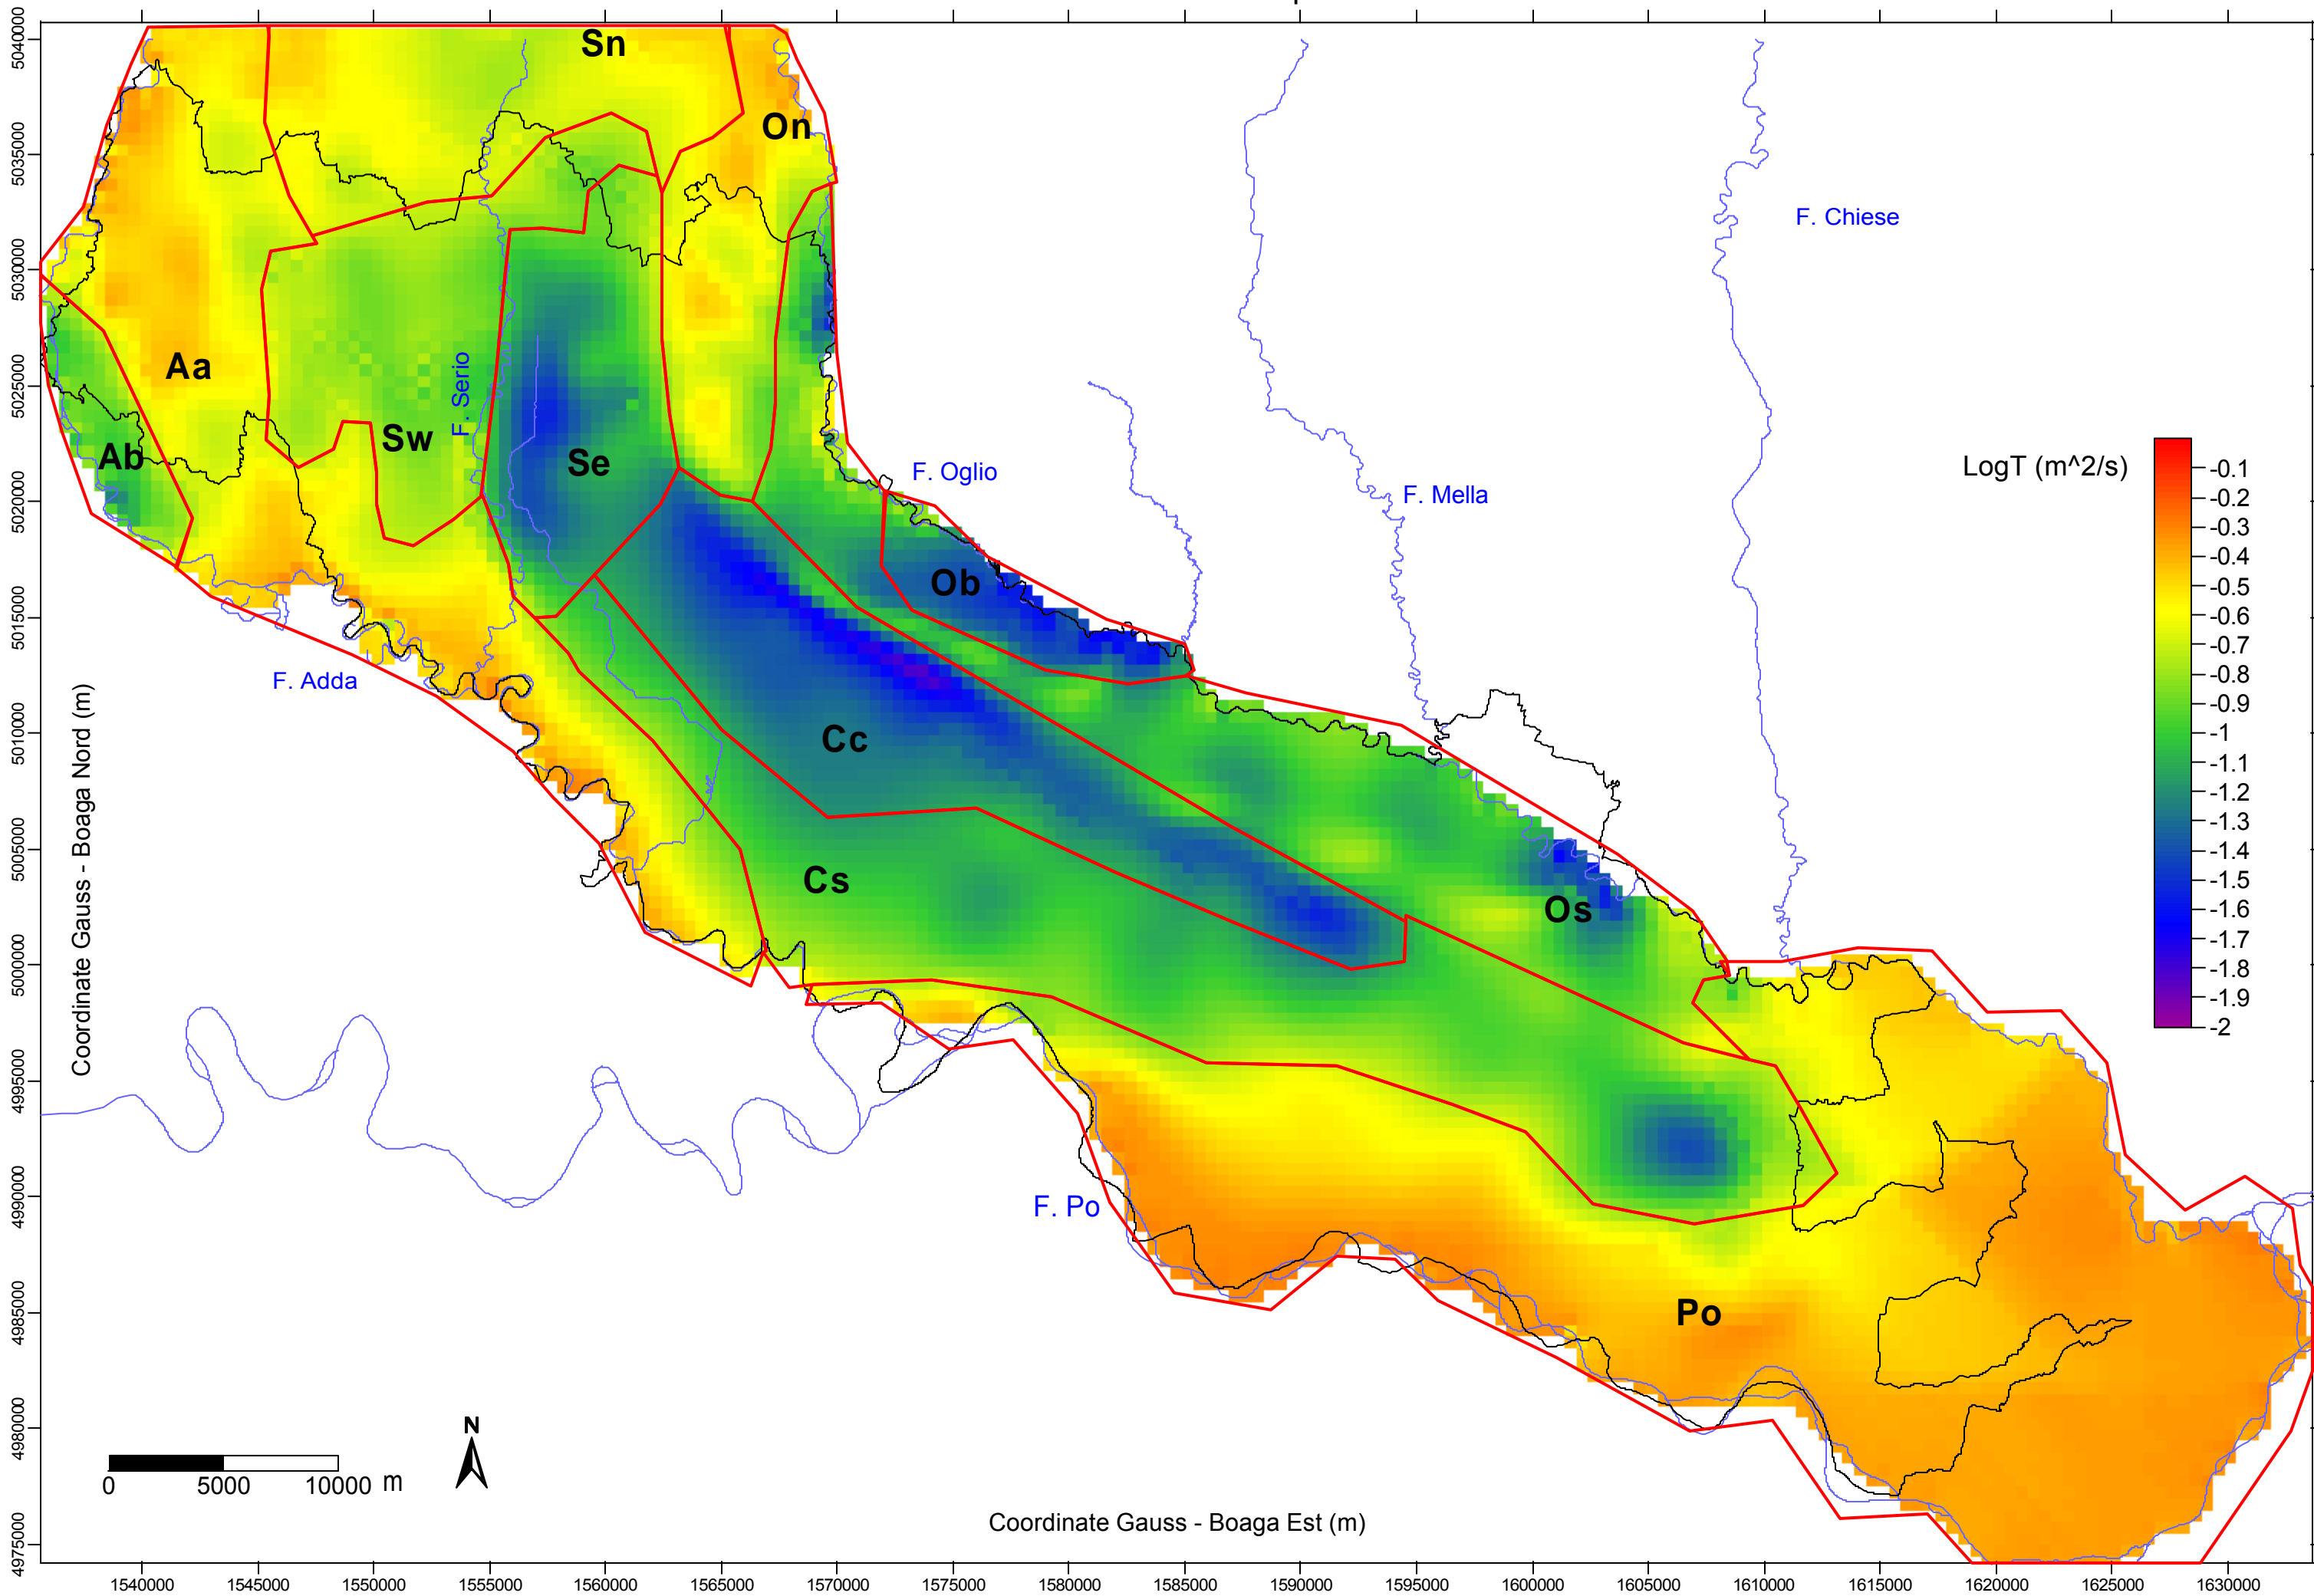 Sn
On
F. Chiese
Aa
F. Serio
Sw
Ab
Se
F. Oglio
F. Mella
LogT (m^2/s)
-0.1
-0.2
-0.3
-0.4
-0.5
-0.6
-0.7
-0.8
-0.9
-1
-1.1
-1.2
-1.3
-1.4
-1.5
-1.6
-1.7
-1.8
-1.9
-2
Ob
F. Adda
Cc
Cs
Os
F. Po
Po
N
0 5000 10000 m
Coordinate Gauss - Boaga Nord (m)
5040000
5035000
5030000
5025000
5020000
5015000
5010000
5005000
5000000
4995000
4990000
4985000
4980000
4975000
Coordinate Gauss - Boaga Est (m)
1540000 1545000 1550000 1555000 1560000 1565000 1570000 1575000 1580000 1585000 1590000 1595000 1600000 1605000 1610000 1615000 1620000 1625000 1630000